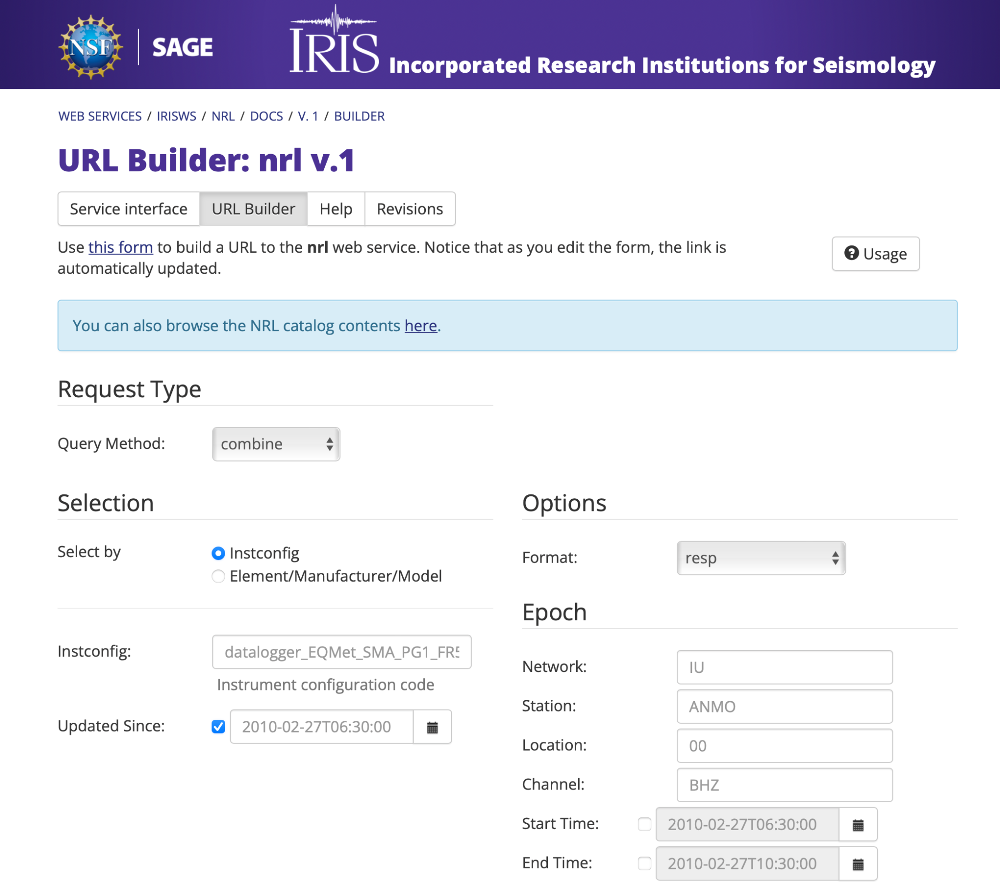 NSF
SAGE
IRIS
Incorporated Research Institutions for Seismology
WEB SERVICES / IRISWS / NRL / DOCS / V. 1 / BUILDER
URL Builder: nrl v.1
Service interface
URL Builder
Help
Revisions
Use this form to build a URL to the nrl web service. Notice that as you edit the form, the link is
automatically updated.
Usage
You can also browse the NRL catalog contents here.
Request Type
Query Method:
combine
Selection
Select by
Instconfig
Element/Manufacturer/Model
Instconfig:
datalogger_EQMet_SMA_PG1_FR5
Instrument configuration code
Updated Since:
2010-02-27T06:30:00
Options
Format:
resp
Epoch
Network:
IU
Station:
ANMO
Location:
00
Channel:
BHZ
Start Time:
2010-02-27T06:30:00
End Time:
2010-02-27T10:30:00